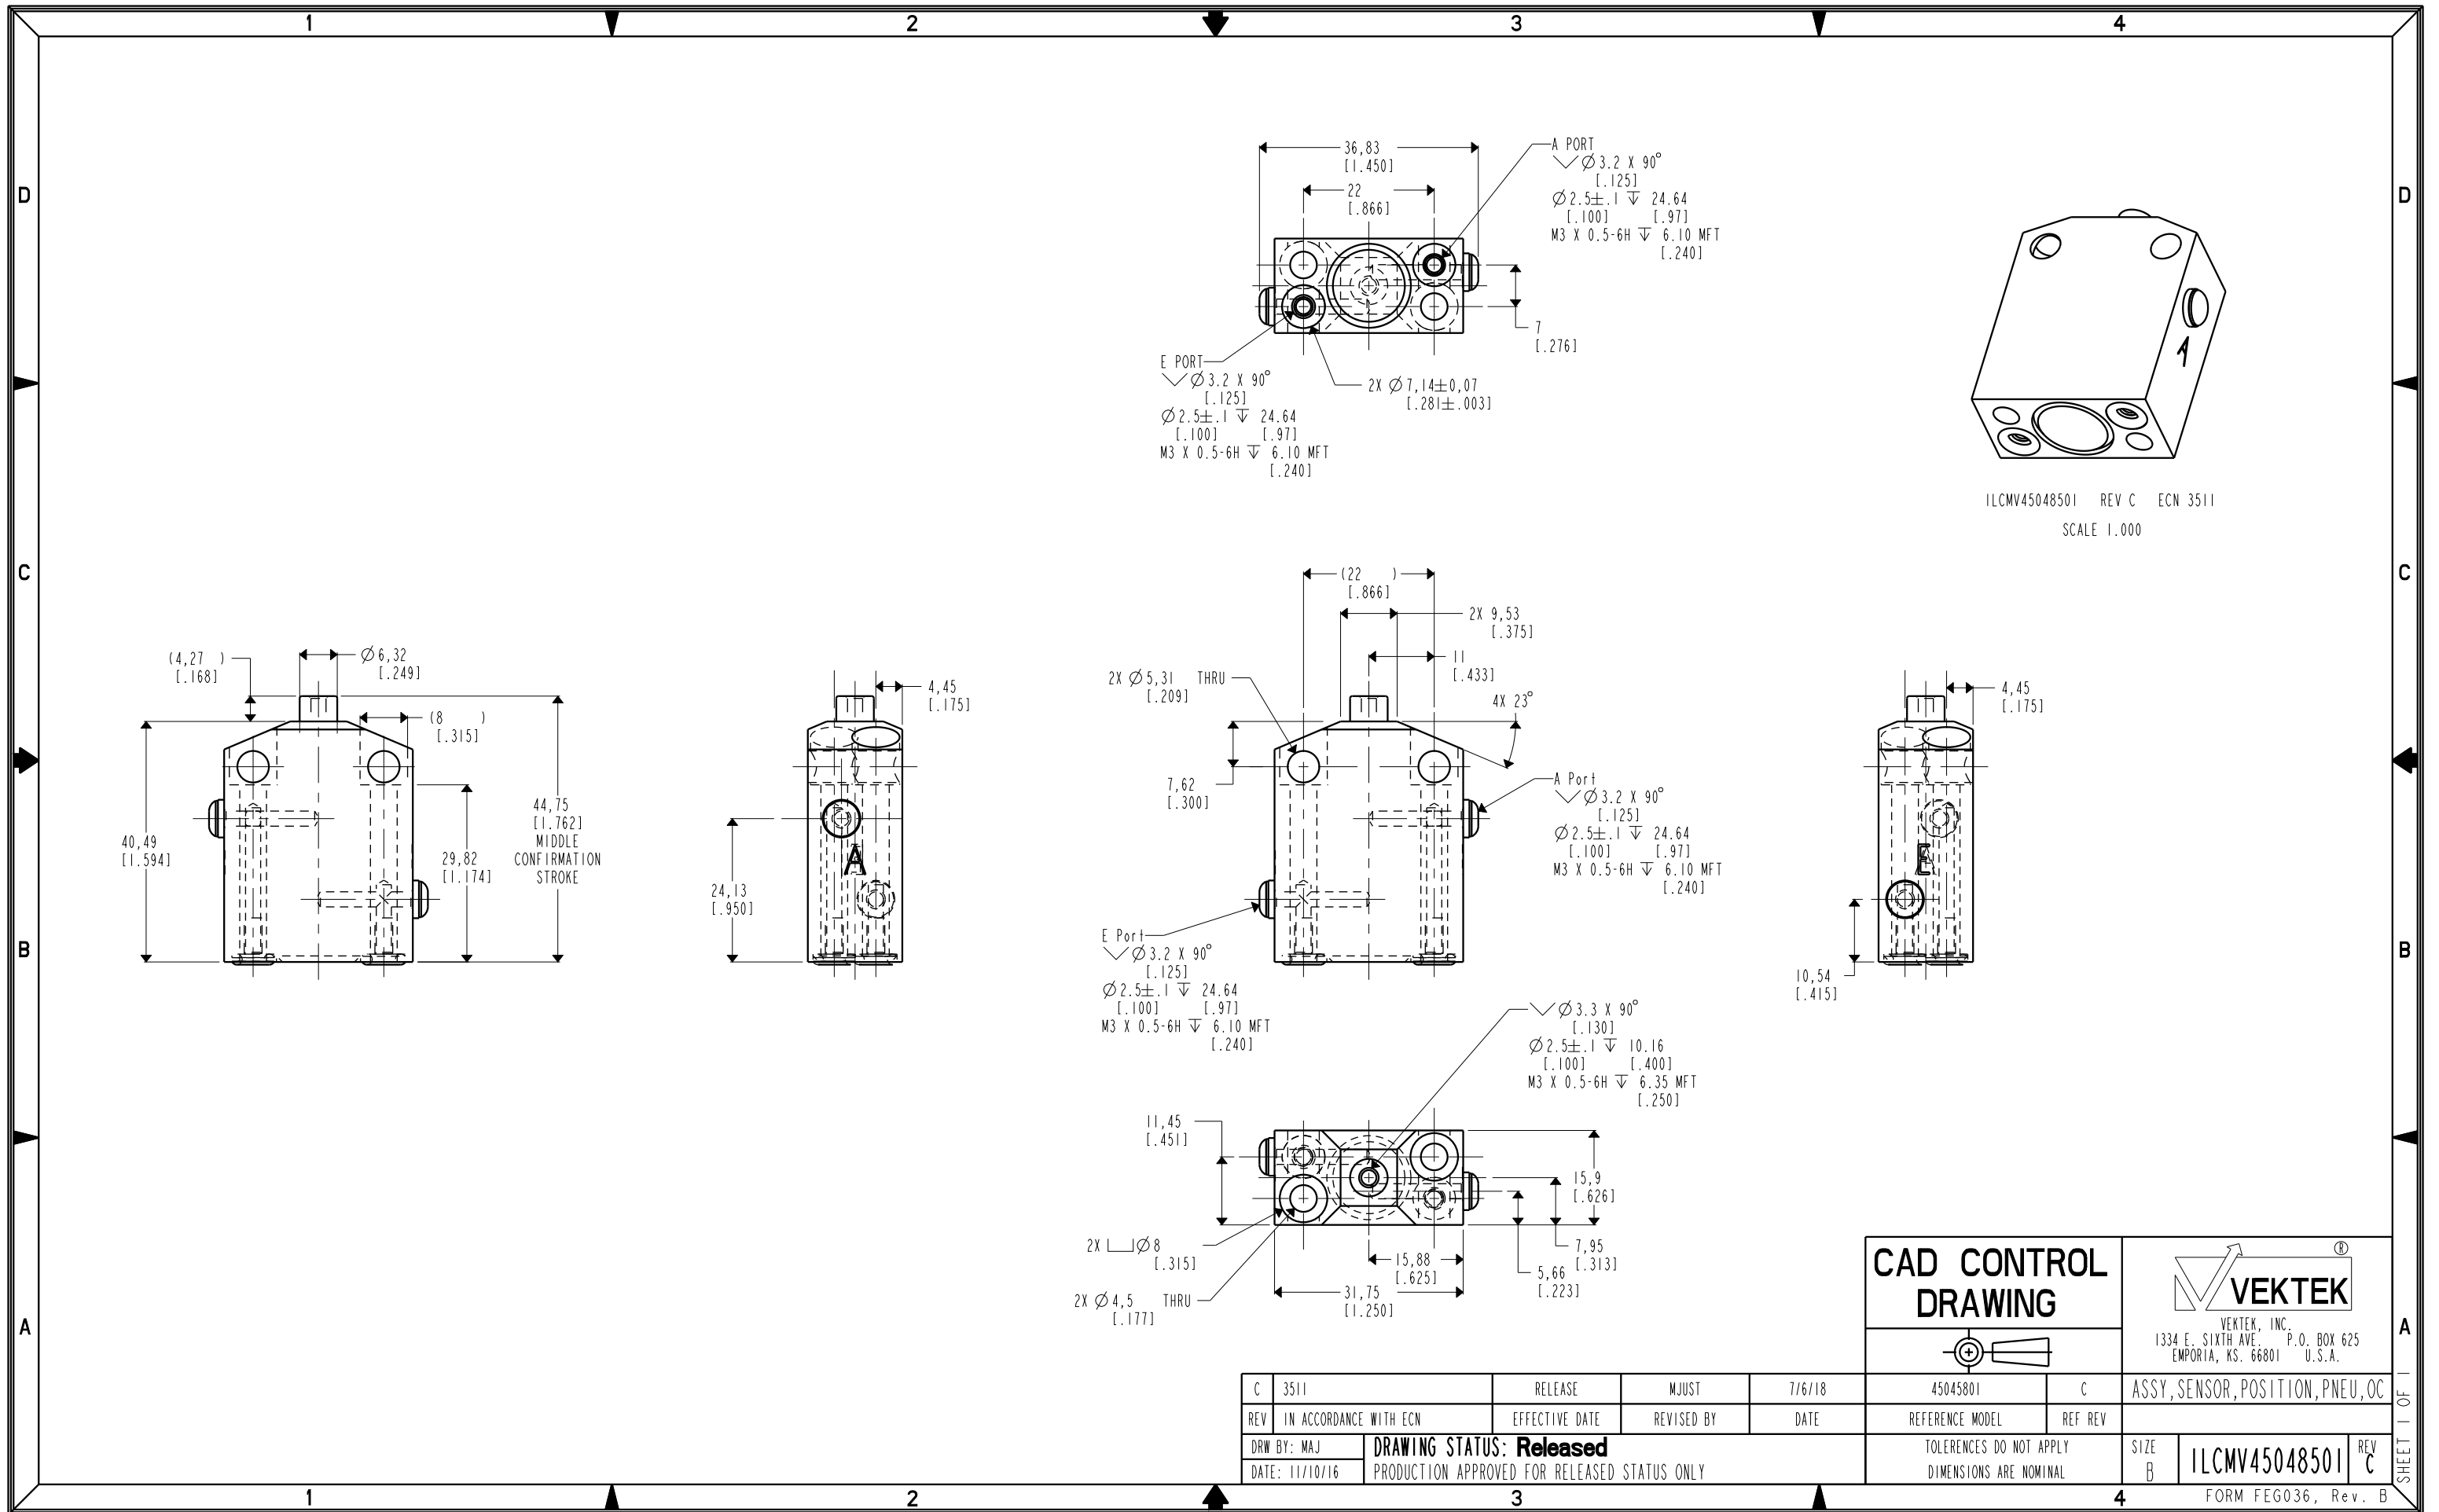 1 2 3 4
D
D
C
C
B
B
A
A
36,83
[1.450]
22
[.866]
A PORT
Ø3.2 X 90°
[.125]
Ø2.5±.1 ↧ 24.64
[.100] [.97]
M3 X 0.5-6H ↧ 6.10 MFT
[.240]
7
[.276]
E PORT
Ø3.2 X 90°
[.125]
Ø2.5±.1 ↧ 24.64
[.100] [.97]
M3 X 0.5-6H ↧ 6.10 MFT
[.240]
2X Ø7,14±0,07
[.281±.003]
A
1LCMV45048501 REV C ECN 3511
SCALE 1.000
(4,27 )
[.168]
Ø6,32
[.249]
(8 )
[.315]
40,49
[1.594]
44,75
[1.762]
MIDDLE
CONFIRMATION
STROKE
29,82
[1.174]
4,45
[.175]
A
24,13
[.950]
(22 )
[.866]
2X 9,53
[.375]
11
[.433]
2X Ø5,31 THRU
[.209]
4X 23°
7,62
[.300]
A Port
Ø3.2 X 90°
[.125]
Ø2.5±.1 ↧ 24.64
[.100] [.97]
M3 X 0.5-6H ↧ 6.10 MFT
[.240]
E Port
Ø3.2 X 90°
[.125]
Ø2.5±.1 ↧ 24.64
[.100] [.97]
M3 X 0.5-6H ↧ 6.10 MFT
[.240]
4,45
[.175]
E
10,54
[.415]
Ø3.3 X 90°
[.130]
Ø2.5±.1 ↧ 10.16
[.100] [.400]
M3 X 0.5-6H ↧ 6.35 MFT
[.250]
11,45
[.451]
15,9
[.626]
7,95
[.313]
5,66
[.223]
15,88
[.625]
31,75
[1.250]
2X ⌴Ø8
[.315]
2X Ø4,5 THRU
[.177]
CAD CONTROL
DRAWING
®
VEKTEK
VEKTEK, INC.
1334 E. SIXTH AVE. P.O. BOX 625
EMPORIA, KS. 66801 U.S.A.
C 3511 RELEASE MJUST 7/6/18 45045801 C ASSY,SENSOR,POSITION,PNEU,OC
REV IN ACCORDANCE WITH ECN EFFECTIVE DATE REVISED BY DATE REFERENCE MODEL REF REV
DRW BY: MAJ
DATE: 11/10/16
DRAWING STATUS: Released
PRODUCTION APPROVED FOR RELEASED STATUS ONLY
TOLERENCES DO NOT APPLY
DIMENSIONS ARE NOMINAL
SIZE
B
1LCMV45048501
REV
C
SHEET 1 OF 1
FORM FEG036, Rev. B
1 2 3 4